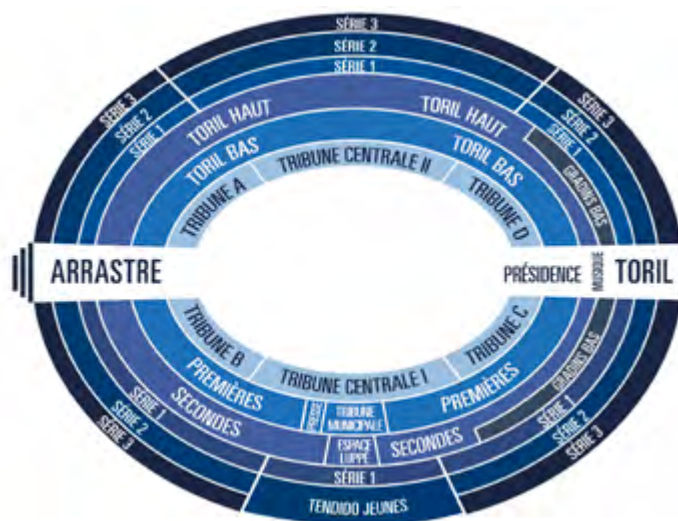 SÉRIE 3
SÉRIE 2
SÉRIE 1
SÉRIE 3
SÉRIE 2
SÉRIE 1
SÉRIE 3
SÉRIE 2
SÉRIE 1
TORIL HAUT
TORIL HAUT
TORIL BAS
TORIL BAS
GRADINS BAS
TRIBUNE A
TRIBUNE CENTRALE II
TRIBUNE D
ARRASTRE
PRÉSIDENCE
MUSIQUE
TORIL
TRIBUNE B
TRIBUNE CENTRALE I
TRIBUNE C
PREMIÈRES
PRESSE
TRIBUNE
MUNICIPALE
PREMIÈRES
GRADINS BAS
SECONDES
ESPACE
LUPPÉ
SECONDES
SÉRIE 1
SÉRIE 2
SÉRIE 3
SÉRIE 1
SÉRIE 1
SÉRIE 2
SÉRIE 3
TENDIDO JEUNES